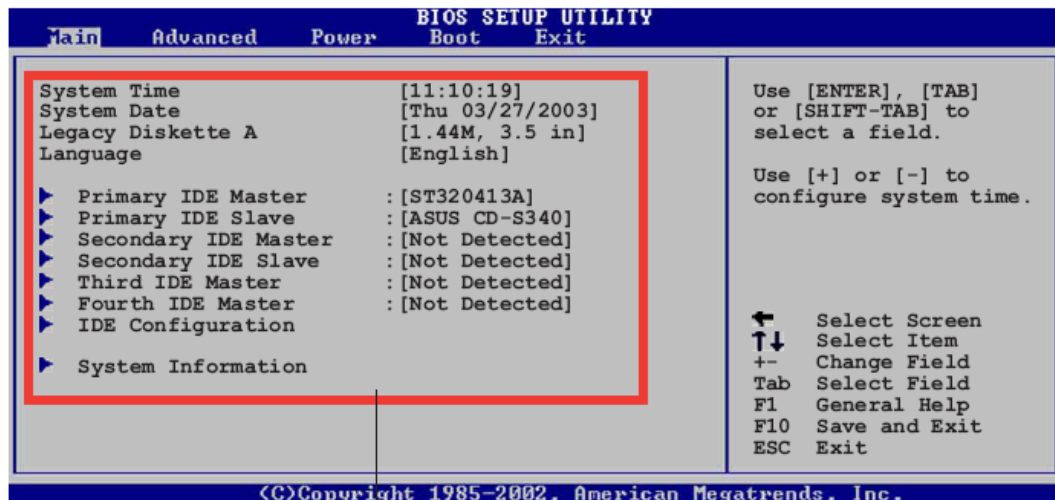 BIOS SETUP UTILITY
Main Advanced Power Boot Exit
System Time [11:10:19]
System Date [Thu 03/27/2003]
Legacy Diskette A [1.44M, 3.5 in]
Language [English]
Primary IDE Master :[ST320413A]
Primary IDE Slave :[ASUS CD-S340]
Secondary IDE Master :[Not Detected]
Secondary IDE Slave :[Not Detected]
Third IDE Master :[Not Detected]
Fourth IDE Master :[Not Detected]
IDE Configuration
System Information
Use [ENTER], [TAB]
or [SHIFT-TAB] to
select a field.
Use [+] or [-] to
configure system time.
← Select Screen
↑↓ Select Item
+- Change Field
Tab Select Field
F1 General Help
F10 Save and Exit
ESC Exit
(C)Copyright 1985-2002, American Megatrends, Inc.